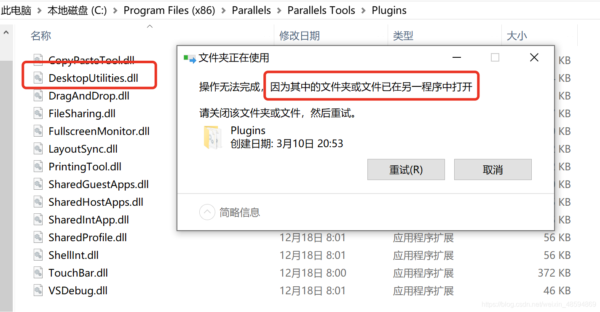 此电脑 › 本地磁盘 (C:) › Program Files (x86) › Parallels › Parallels Tools › Plugins
名称 修改日期 类型 大小
CopyPasteTool.dll KB
DesktopUtilities.dll KB
DragAndDrop.dll KB
FileSharing.dll KB
FullscreenMonitor.dll KB
LayoutSync.dll KB
PrintingTool.dll KB
SharedGuestApps.dll KB
SharedHostApps.dll KB
SharedIntApp.dll KB
SharedProfile.dll 12月18日 8:01 应用程序扩展 56 KB
ShellInt.dll 12月18日 8:01 应用程序扩展 56 KB
TouchBar.dll 12月18日 8:00 应用程序扩展 372 KB
VSDebug.dll 12月18日 8:01 应用程序扩展 46 KB
文件夹正在使用
操作无法完成，因为其中的文件夹或文件已在另一程序中打开
请关闭该文件夹或文件，然后重试。
Plugins
创建日期: 3月10日 20:53
重试(R) 取消
简略信息